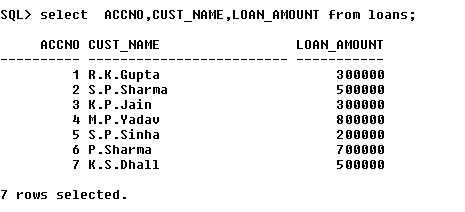 SQL> select  ACCNO,CUST_NAME,LOAN_AMOUNT from loans;
     ACCNO CUST_NAME                 LOAN_AMOUNT
---------- ------------------------- -----------
         1 R.K.Gupta                      300000
         2 S.P.Sharma                     500000
         3 K.P.Jain                       300000
         4 M.P.Yadav                      800000
         5 S.P.Sinha                      200000
         6 P.Sharma                       700000
         7 K.S.Dhall                      500000
7 rows selected.